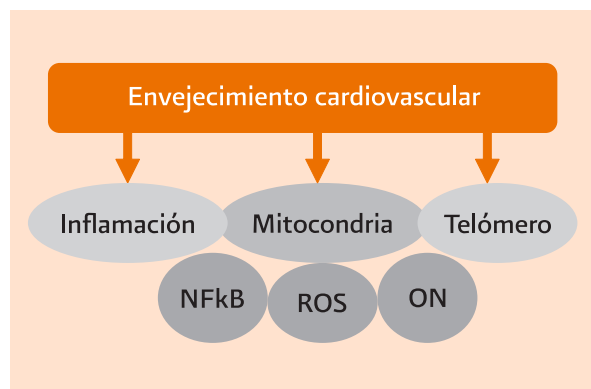 Envejecimiento cardiovascular
Inflamación
Mitocondria
Telómero
NFkB
ROS
ON